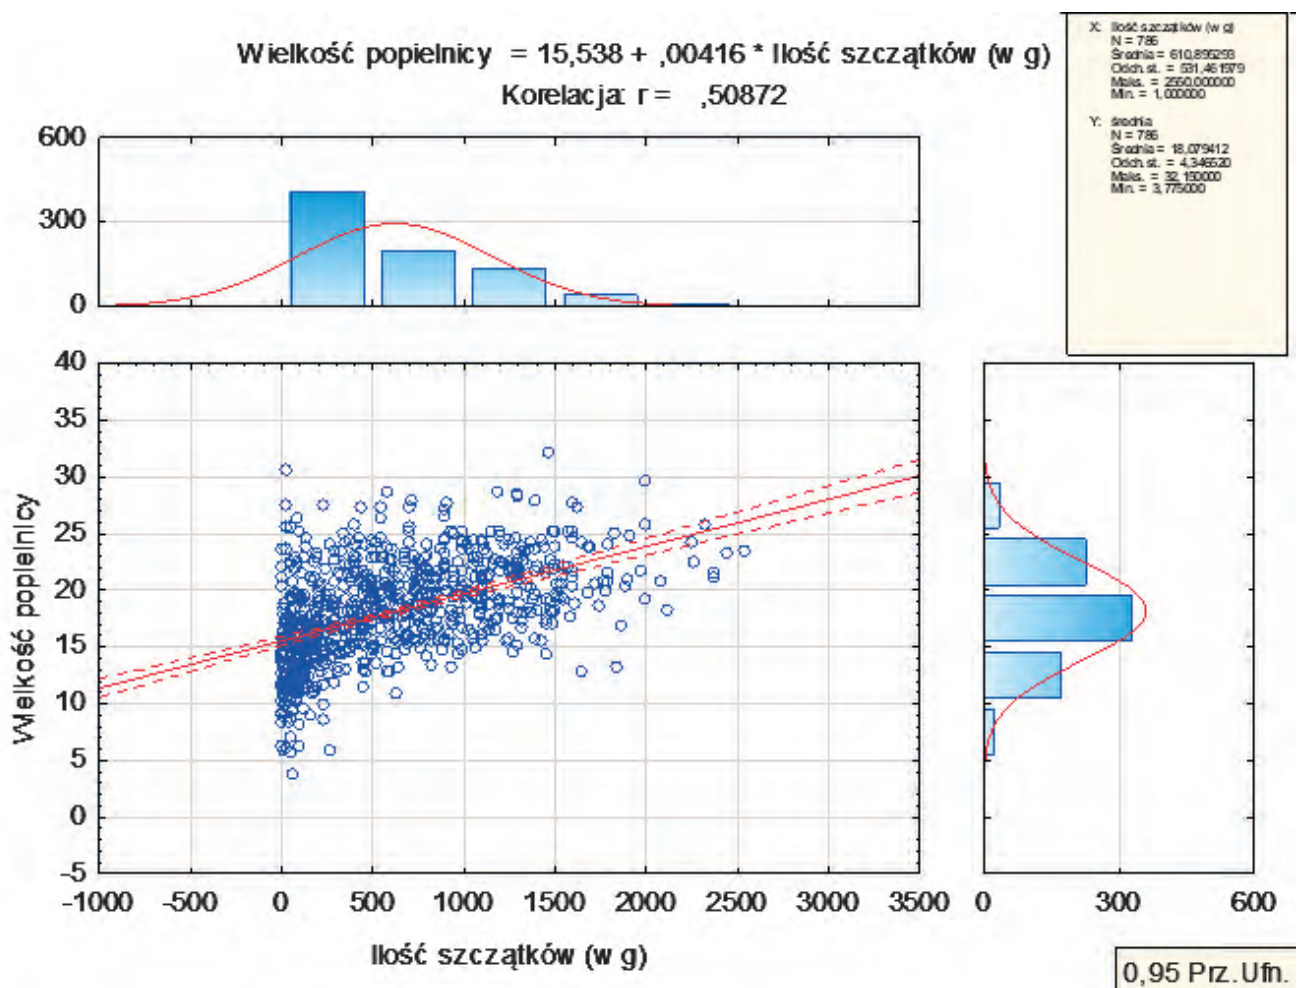 Wielkość popielnicy = 15,538 + ,00416 * Ilość szczątków (w g)
Korelacja: r = ,50872
X: Ilość szczątków (w g)
N = 786
Średnia = 610,895293
Odch.st. = 531,461979
Maks. = 2550,000000
Min. = 1,000000
Y: średnia
N = 786
Średnia = 18,079412
Odch.st. = 4,346520
Maks. = 32,150000
Min. = 3,775000
600
300
0
40
35
30
25
20
15
10
5
0
-5
Wielkość popielnicy
-1000 -500 0 500 1000 1500 2000 2500 3000 3500
0 300 600
Ilość szczątków (w g)
0,95 Prz.Ufn.